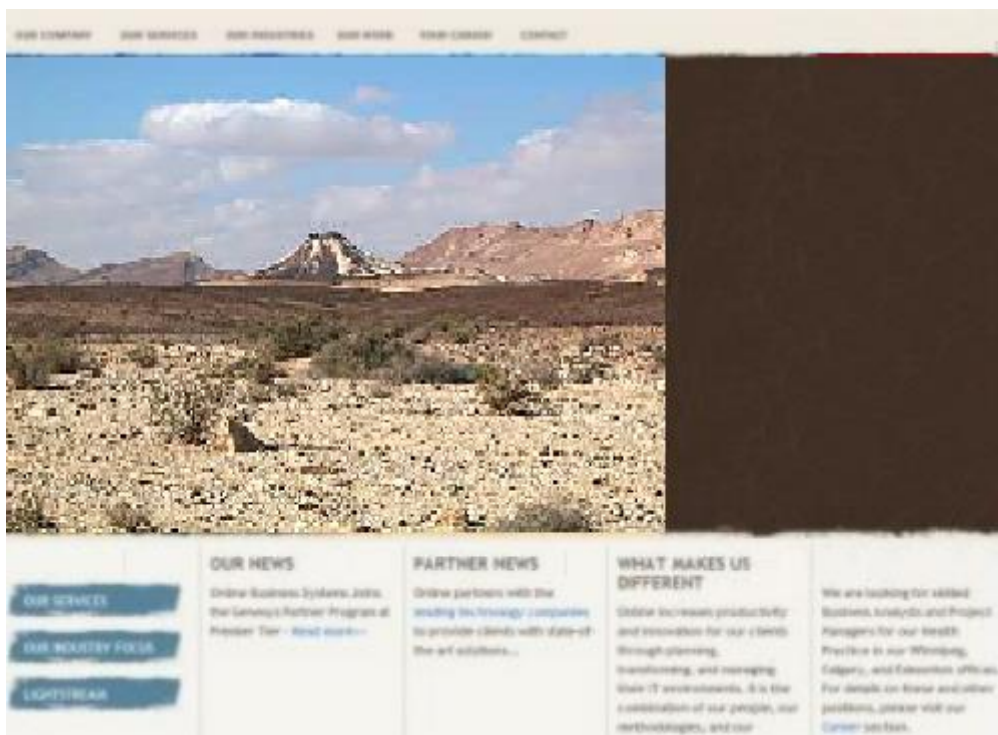 OUR COMPANY OUR SERVICES OUR INDUSTRIES OUR WORK YOUR CAREER CONTACT
OUR SERVICES
OUR INDUSTRY FOCUS
LIGHTSTREAM
OUR NEWS
Online Business Systems Joins
the Genesys Partner Program at
Premier Tier - Read more>>
PARTNER NEWS
Online partners with the
leading technology companies
to provide clients with state-of-
the-art solutions...
WHAT MAKES US
DIFFERENT
Online increases productivity
and innovation for our clients
through planning,
transforming, and managing
their IT environments. It is the
combination of our people, our
methodologies, and our
We are looking for skilled
Business Analysts and Project
Managers for our Health
Practice in our Winnipeg,
Calgary, and Edmonton offices.
For details on these and other
positions, please visit our
Career section.